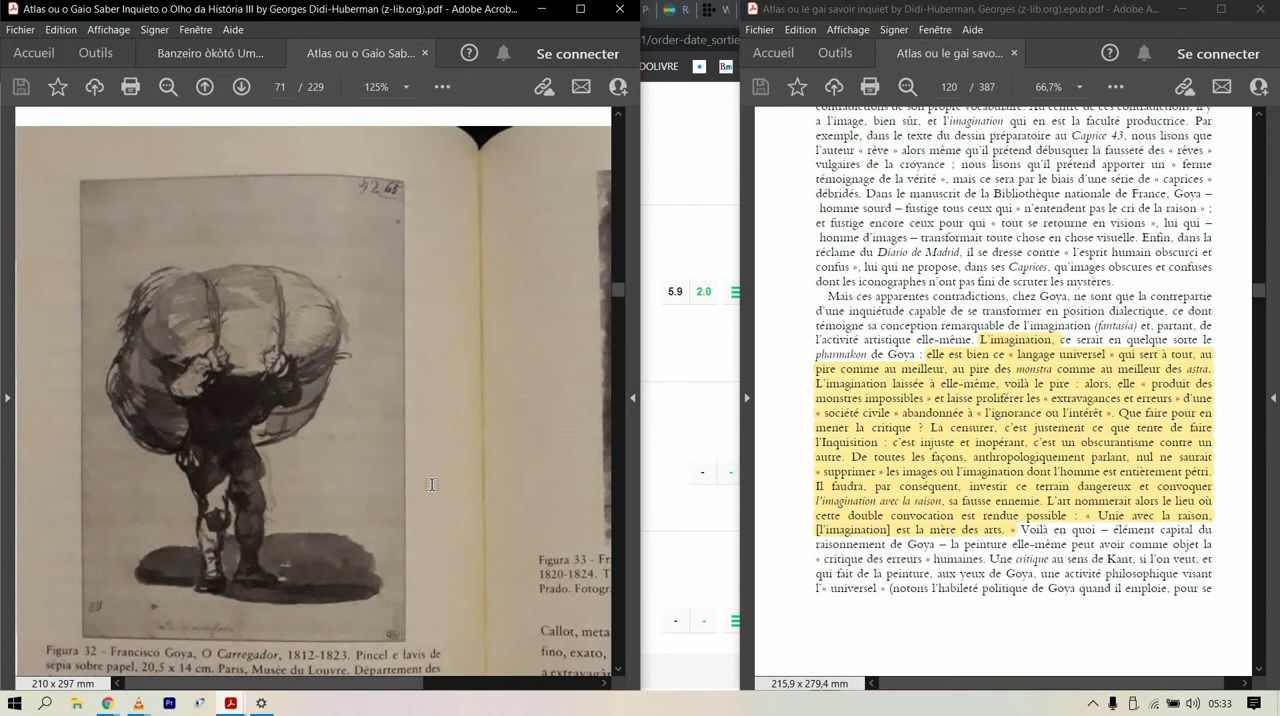 Atlas ou o Gaio Saber Inquieto o Olho da História III by Georges Didi-Huberman (z-lib.org).pdf - Adobe Acrob...
Fichier Edition Affichage Signer Fenêtre Aide
Accueil Outils Banzeiro òkòtó Um... Atlas ou o Gaio Sab... × Se connecter
71 / 229 125%
92
Figura 32 - Francisco Goya, O Carregador, 1812-1823. Pincel e lavis de
sépia sobre papel, 20,5 x 14 cm. Paris, Musée du Louvre. Département des
Figura 33 - Fr
1820-1824. T
Prado. Fotogr
Callot, meta
fino, exato,
a extravagân
210 x 297 mm
1/order-date_sortie
DOLIVRE
5.9 2.0
- -
- -
Atlas ou le gai savoir inquiet by Didi-Huberman, Georges (z-lib.org).epub.pdf - A...
Fichier Edition Affichage Signer Fenêtre Aide
Accueil Outils Atlas ou le gai savo... × Se connecter
120 / 387 66,7%
contradictions de son propre vocabulaire. Au centre de ces contradictions, il y
a l'image, bien sûr, et l'imagination qui en est la faculté productrice. Par
exemple, dans le texte du dessin préparatoire au Caprice 43, nous lisons que
l'auteur « rêve » alors même qu'il prétend débusquer la fausseté des « rêves »
vulgaires de la croyance ; nous lisons qu'il prétend apporter un « ferme
témoignage de la vérité », mais ce sera par le biais d'une série de « caprices »
débridés. Dans le manuscrit de la Bibliothèque nationale de France, Goya –
homme sourd – fustige tous ceux qui « n'entendent pas le cri de la raison » ;
et fustige encore ceux pour qui « tout se retourne en visions », lui qui –
homme d'images – transformait toute chose en chose visuelle. Enfin, dans la
réclame du Diario de Madrid, il se dresse contre « l'esprit humain obscurci et
confus », lui qui ne propose, dans ses Caprices, qu'images obscures et confuses
dont les iconographes n'ont pas fini de scruter les mystères.
Mais ces apparentes contradictions, chez Goya, ne sont que la contrepartie
d'une inquiétude capable de se transformer en position dialectique, ce dont
témoigne sa conception remarquable de l'imagination (fantasía) et, partant, de
l'activité artistique elle-même. L'imagination, ce serait en quelque sorte le
pharmakon de Goya : elle est bien ce « langage universel » qui sert à tout, au
pire comme au meilleur, au pire des monstra comme au meilleur des astra.
L'imagination laissée à elle-même, voilà le pire : alors, elle « produit des
monstres impossibles » et laisse proliférer les « extravagances et erreurs » d'une
« société civile » abandonnée à « l'ignorance ou l'intérêt ». Que faire pour en
mener la critique ? La censurer, c'est justement ce que tente de faire
l'Inquisition : c'est injuste et inopérant, c'est un obscurantisme contre un
autre. De toutes les façons, anthropologiquement parlant, nul ne saurait
« supprimer » les images ou l'imagination dont l'homme est entièrement pétri.
Il faudra, par conséquent, investir ce terrain dangereux et convoquer
l'imagination avec la raison, sa fausse ennemie. L'art nommerait alors le lieu où
cette double convocation est rendue possible : « Unie avec la raison,
[l'imagination] est la mère des arts. » Voilà en quoi – élément capital du
raisonnement de Goya – la peinture elle-même peut avoir comme objet la
« critique des erreurs » humaines. Une critique au sens de Kant, si l'on veut, et
qui fait de la peinture, aux yeux de Goya, une activité philosophique visant
l'« universel » (notons l'habileté politique de Goya quand il emploie, pour se
215,9 x 279,4 mm
05:33